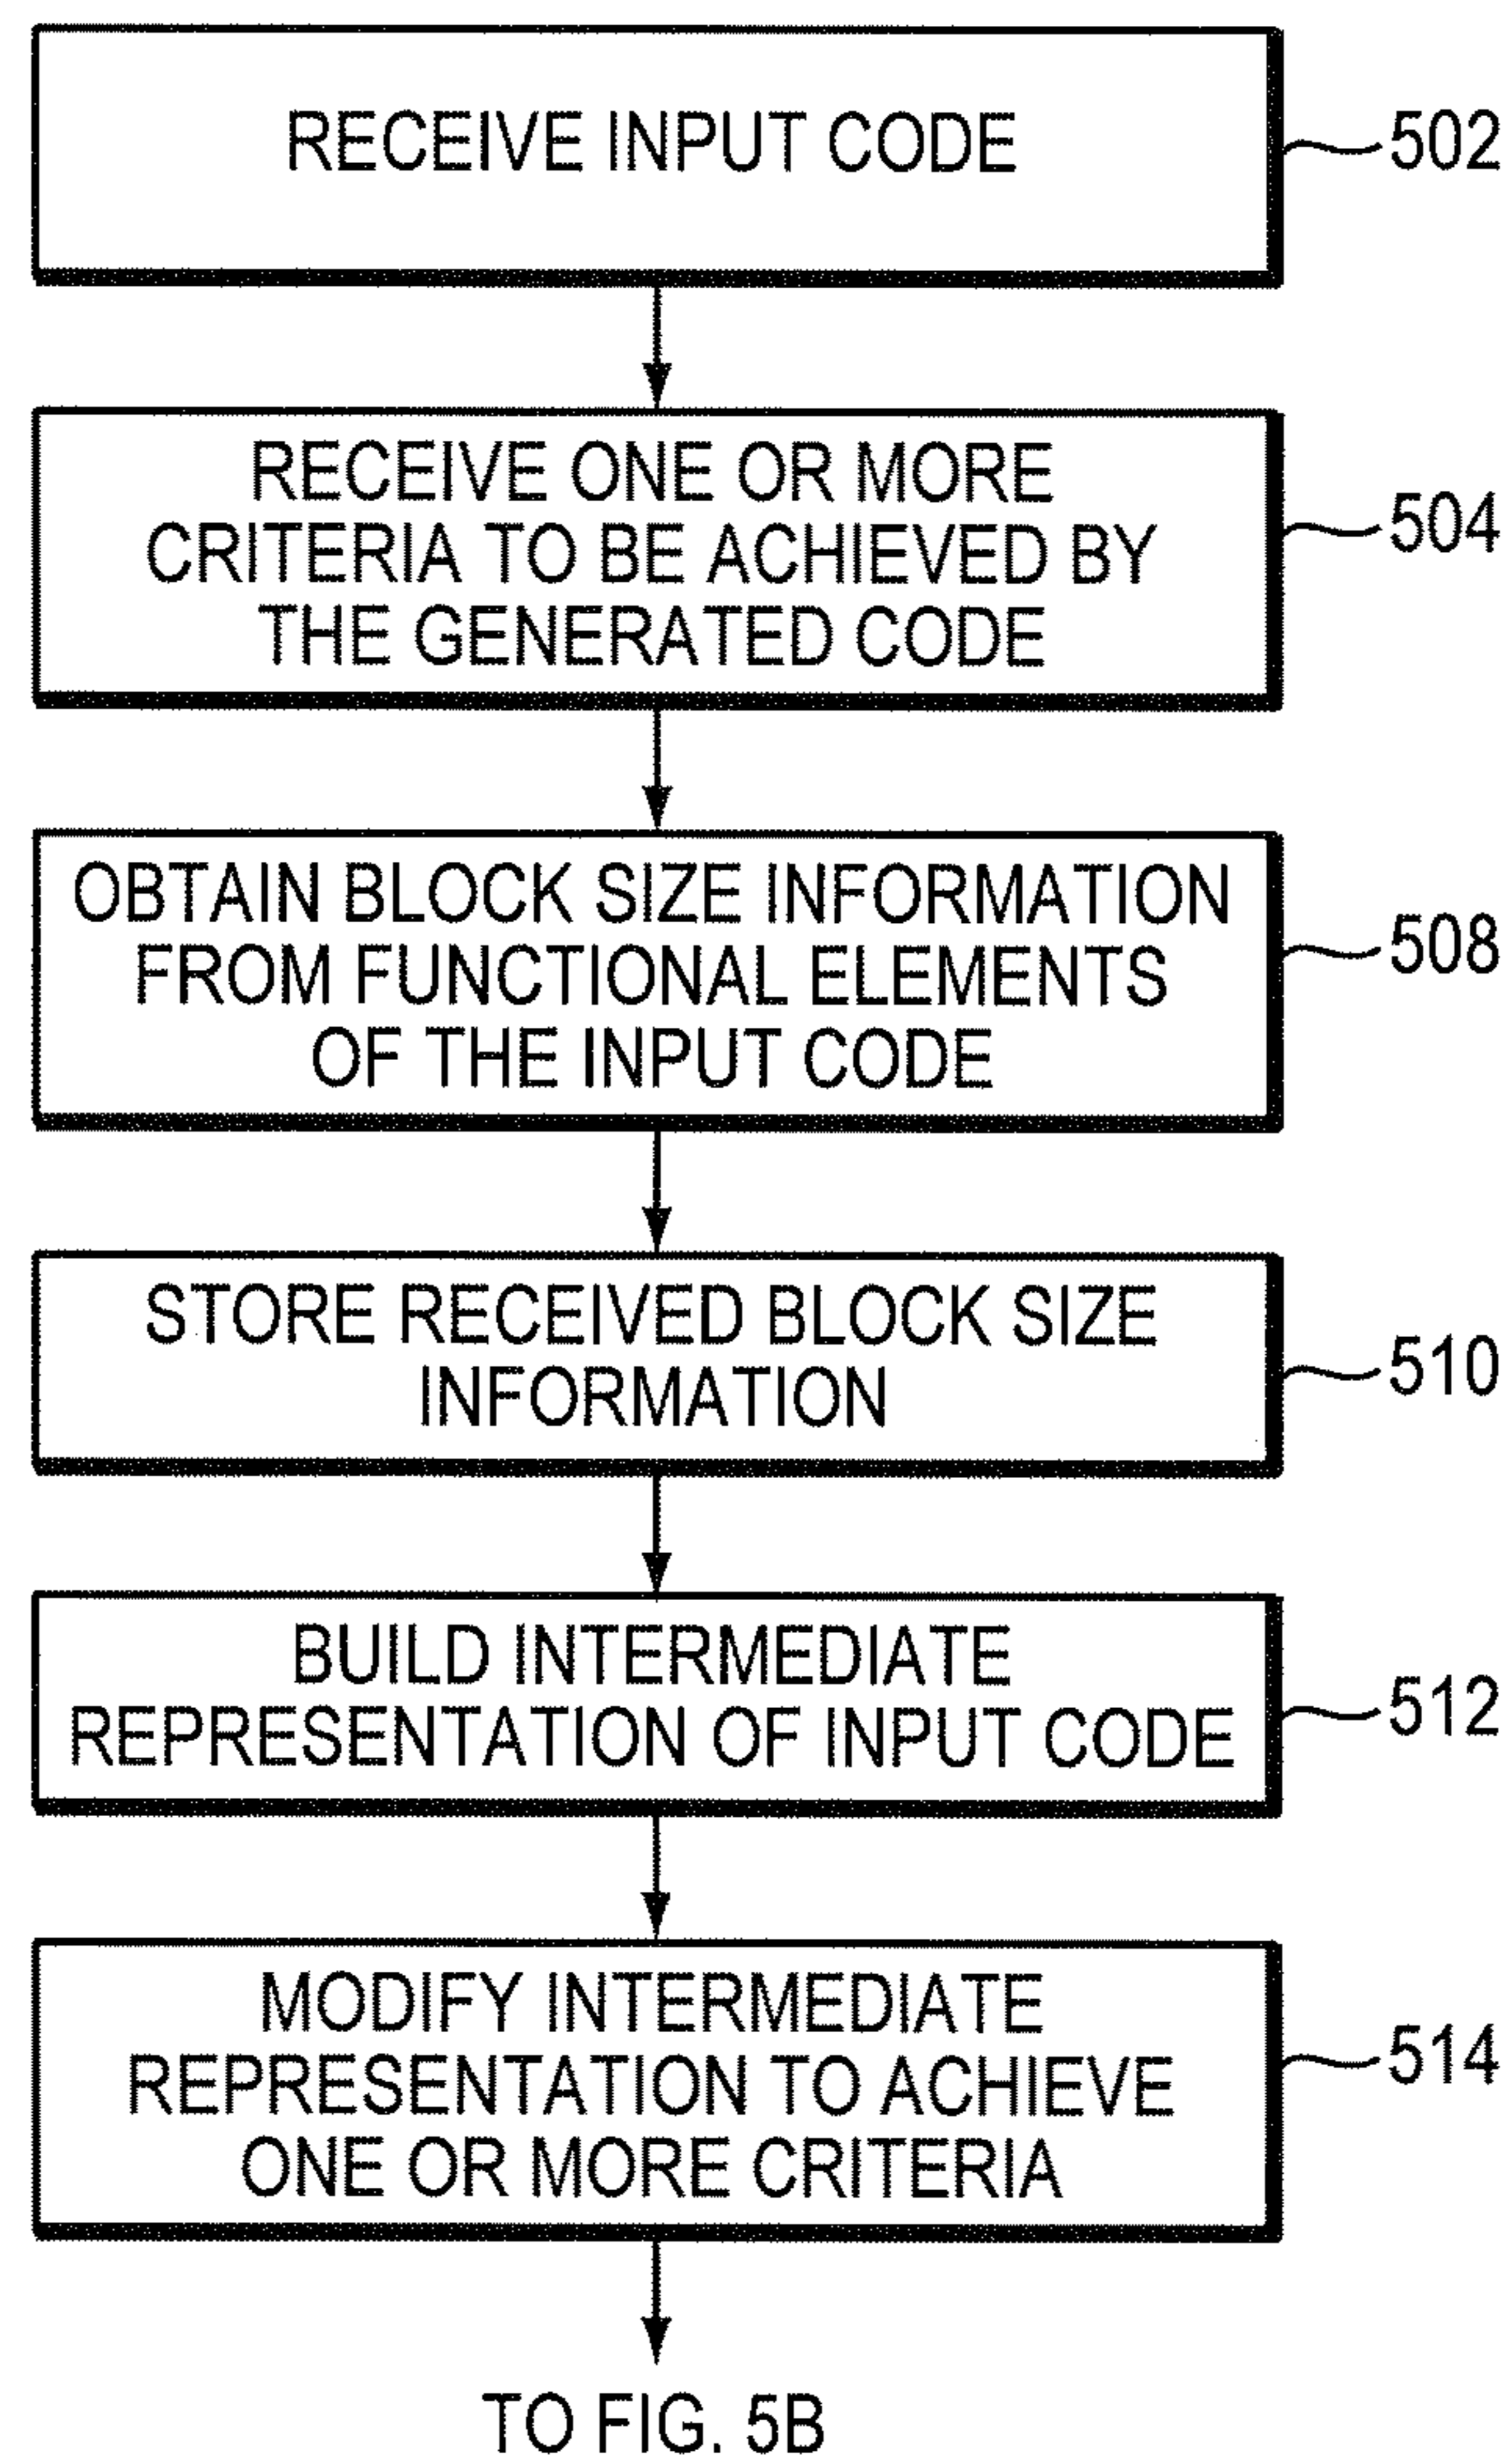 RECEIVE INPUT CODE
502
RECEIVE ONE OR MORE
CRITERIA TO BE ACHIEVED BY
THE GENERATED CODE
504
OBTAIN BLOCK SIZE INFORMATION
FROM FUNCTIONAL ELEMENTS
OF THE INPUT CODE
508
STORE RECEIVED BLOCK SIZE
INFORMATION
510
BUILD INTERMEDIATE
REPRESENTATION OF INPUT CODE
512
MODIFY INTERMEDIATE
REPRESENTATION TO ACHIEVE
ONE OR MORE CRITERIA
514
TO FIG. 5B